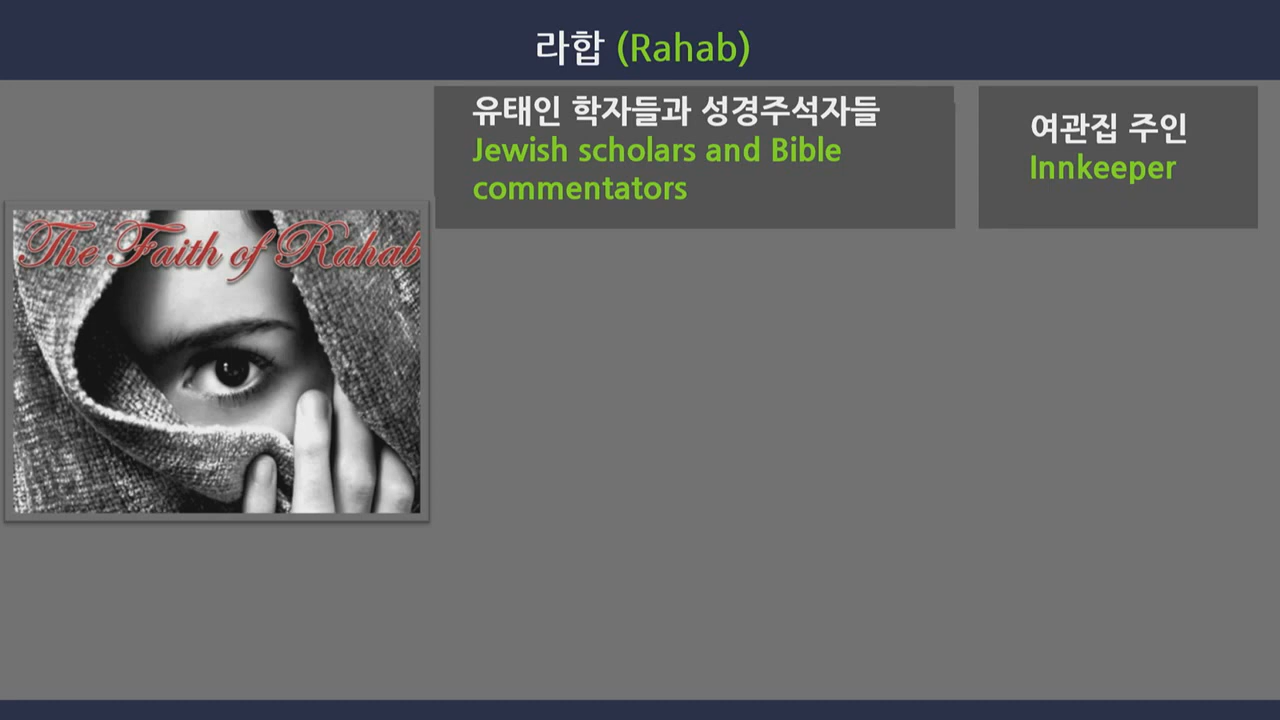 라합 (Rahab)
유태인 학자들과 성경주석자들
Jewish scholars and Bible
commentators
여관집 주인
Innkeeper
The Faith of Rahab